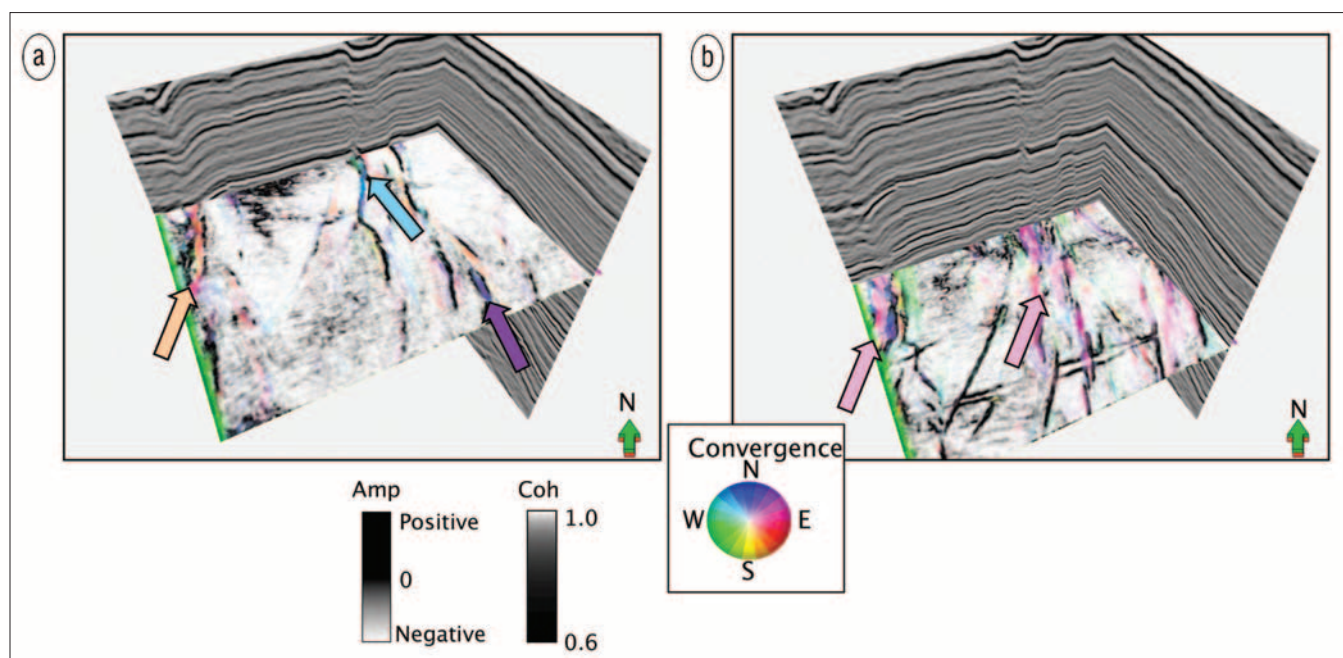 a
b
N
N
Convergence
N
W E
S
Amp
Positive
0
Negative
Coh
1.0
0.6